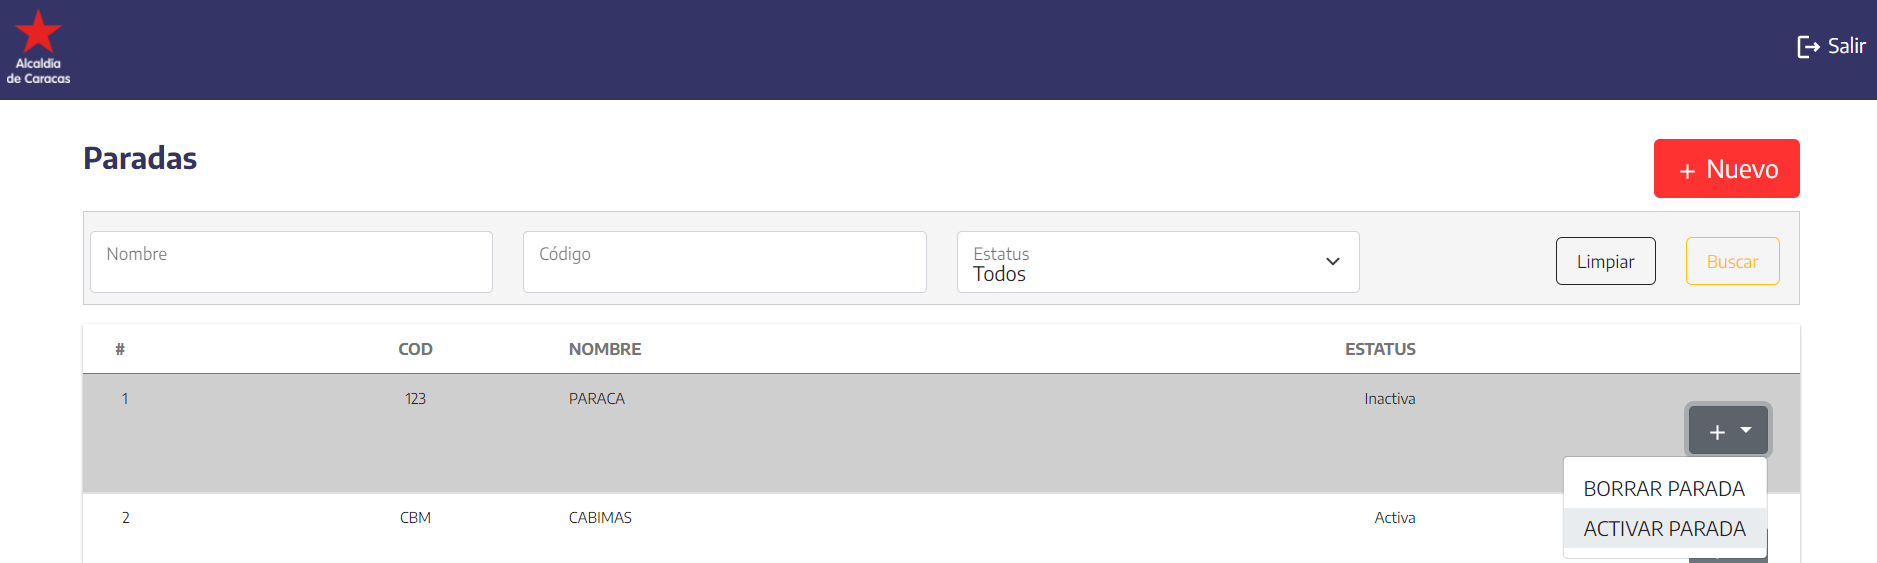 Alcaldía
de Caracas
Salir
Paradas
+ Nuevo
Nombre
Código
Estatus
Todos
Limpiar
Buscar
# COD NOMBRE ESTATUS
1 123 PARACA Inactiva
+
BORRAR PARADA
ACTIVAR PARADA
2 CBM CABIMAS Activa